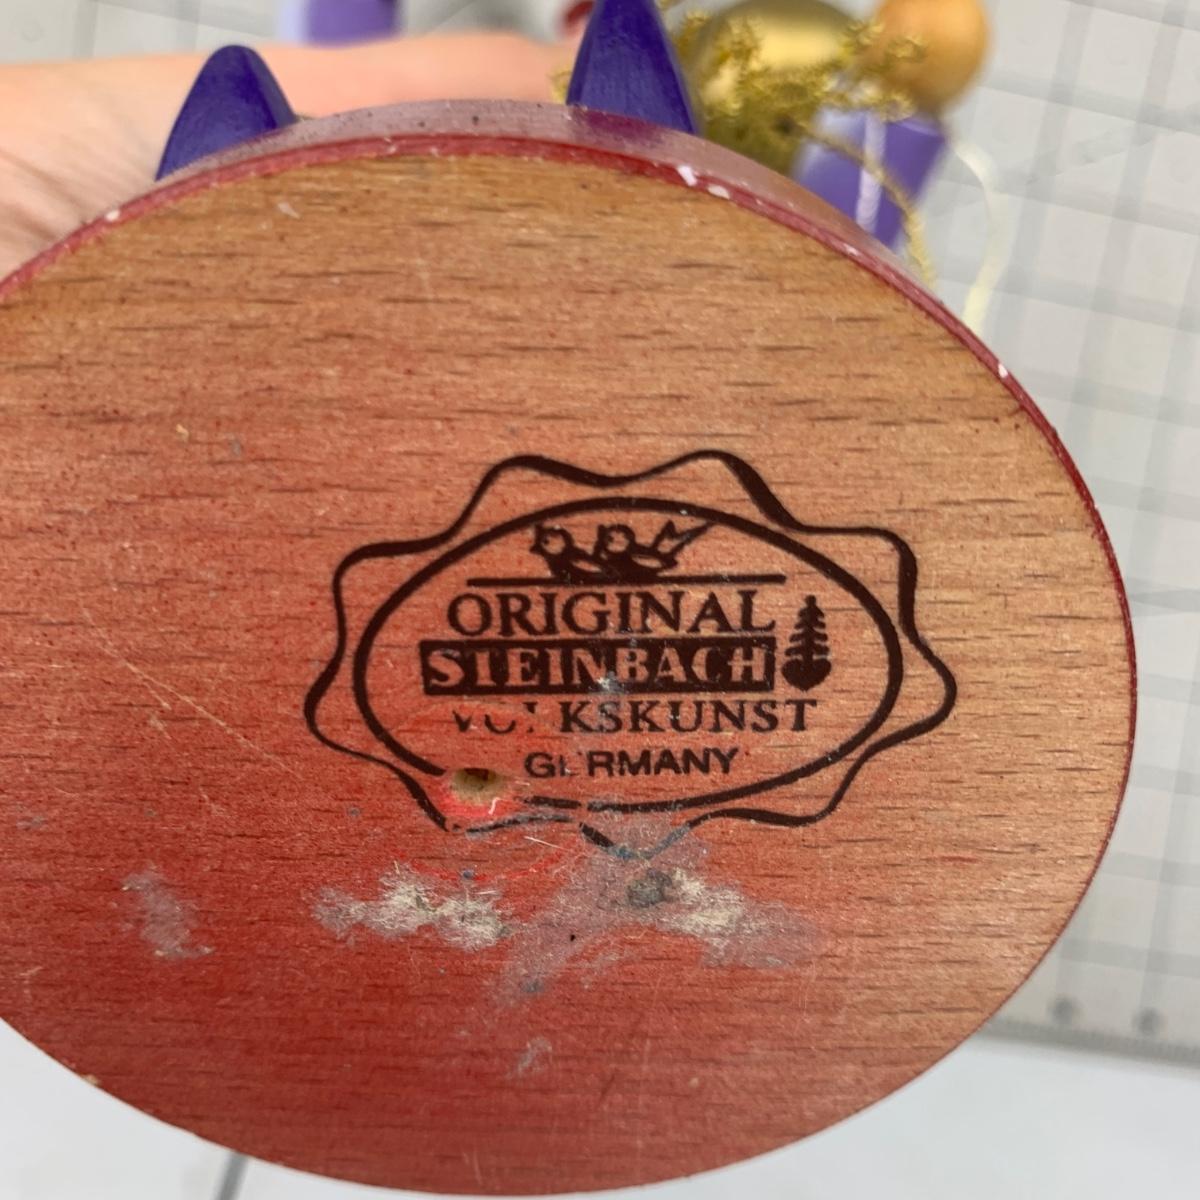 ORIGINAL
STEINBACH
VOLKSKUNST
GERMANY